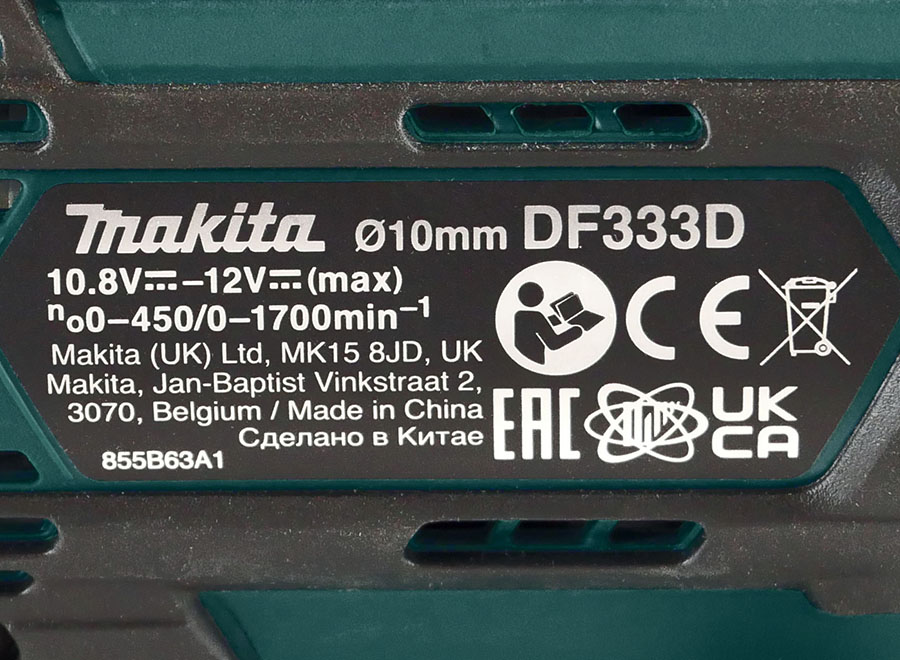 makita Ø10mm DF333D
10.8V⎓–12V⎓(max)
n₀0–450/0–1700min⁻¹
Makita (UK) Ltd, MK15 8JD, UK
Makita, Jan-Baptist Vinkstraat 2,
3070, Belgium / Made in China
Сделано в Китае
855B63A1
CE
EAC
UK
CA